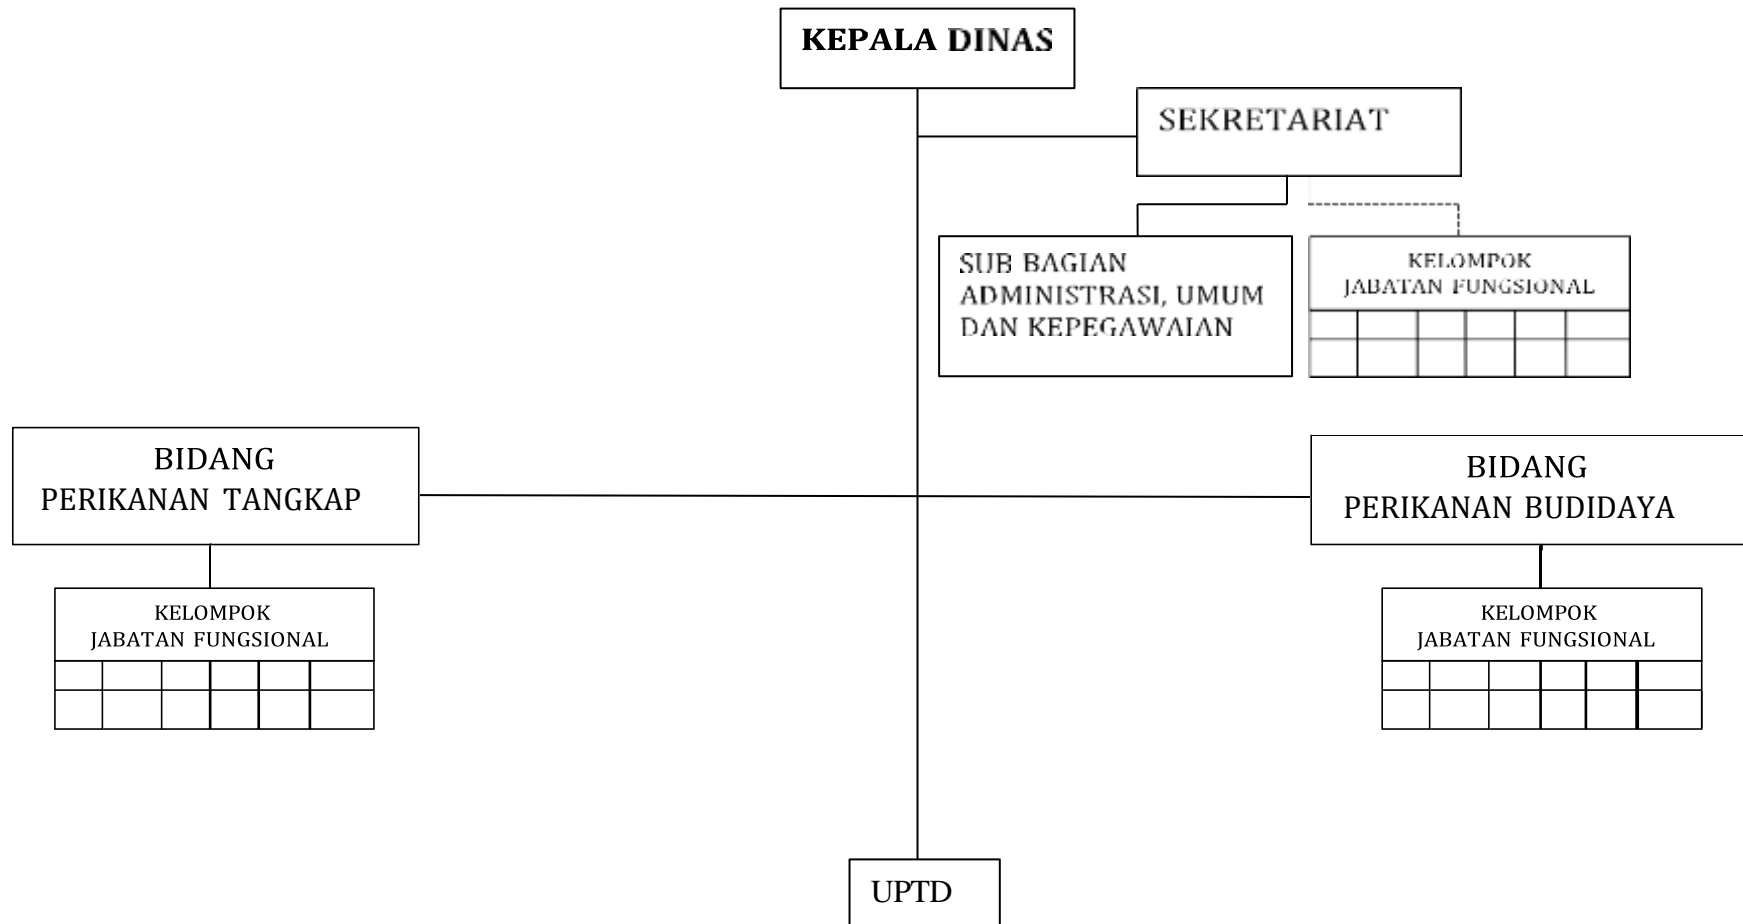 KEPALA DINAS
SEKRETARIAT
SUB BAGIAN
ADMINISTRASI, UMUM
DAN KEPEGAWAIAN
KELOMPOK
JABATAN FUNGSIONAL
BIDANG
PERIKANAN TANGKAP
BIDANG
PERIKANAN BUDIDAYA
KELOMPOK
JABATAN FUNGSIONAL
KELOMPOK
JABATAN FUNGSIONAL
UPTD